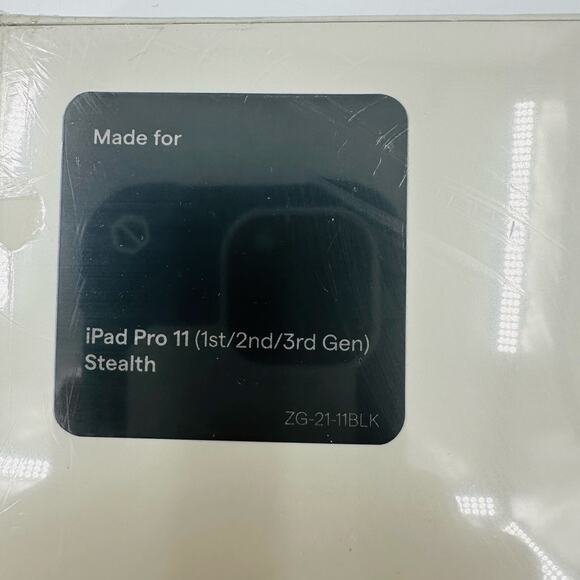 Made for
iPad Pro 11 (1st/2nd/3rd Gen)
Stealth
ZG-21-11BLK